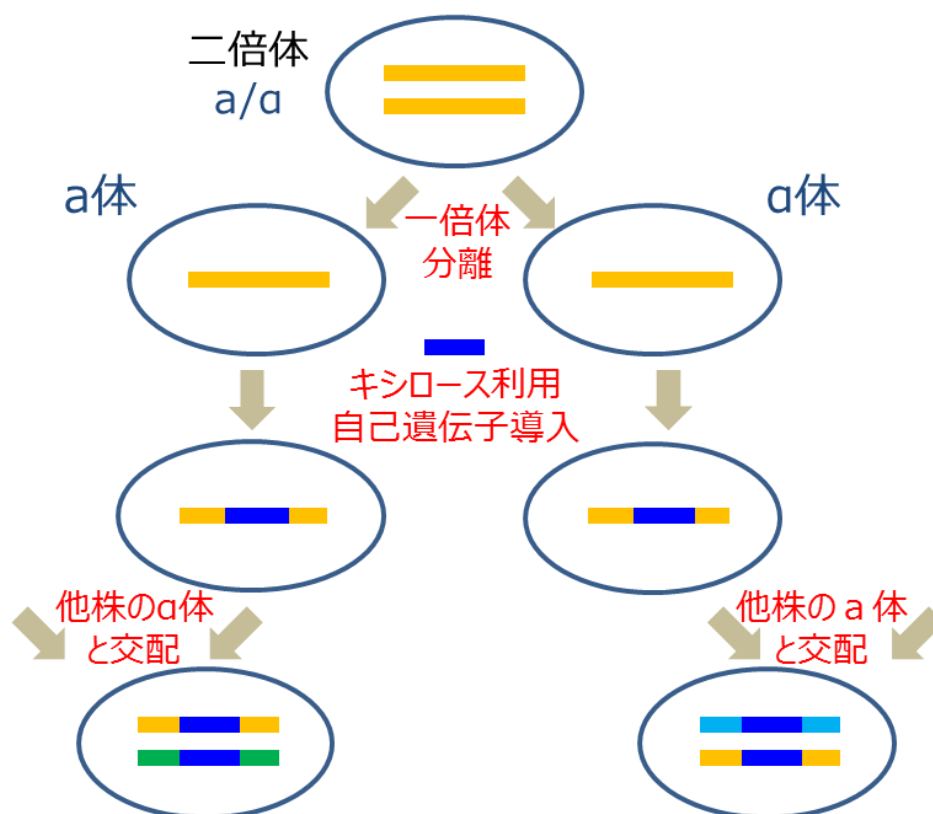 二倍体
a/α
a体
α体
一倍体
分離
キシロース利用
自己遺伝子導入
他株のα体
と交配
他株のａ体
と交配